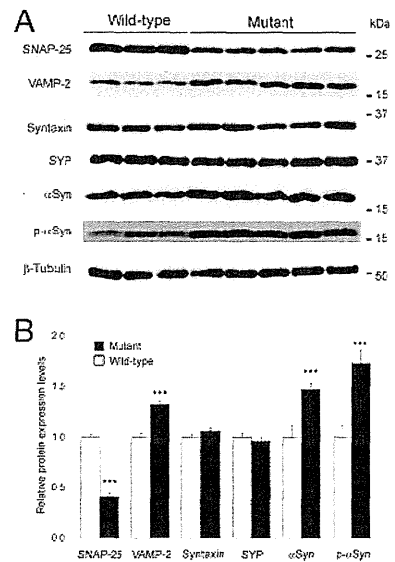 A
Wild-type Mutant kDa
SNAP-25 - 25
VAMP-2 - 15
- 37
Syntaxin
SYP - 37
αSyn - 15
p-αSyn - 15
β-Tubulin - 50
B
Relative protein expression levels
2.0
1.5
1.0
0.5
0.0
Mutant
Wild-type
*** *** *** ***
SNAP-25 VAMP-2 Syntaxin SYP αSyn p-αSyn